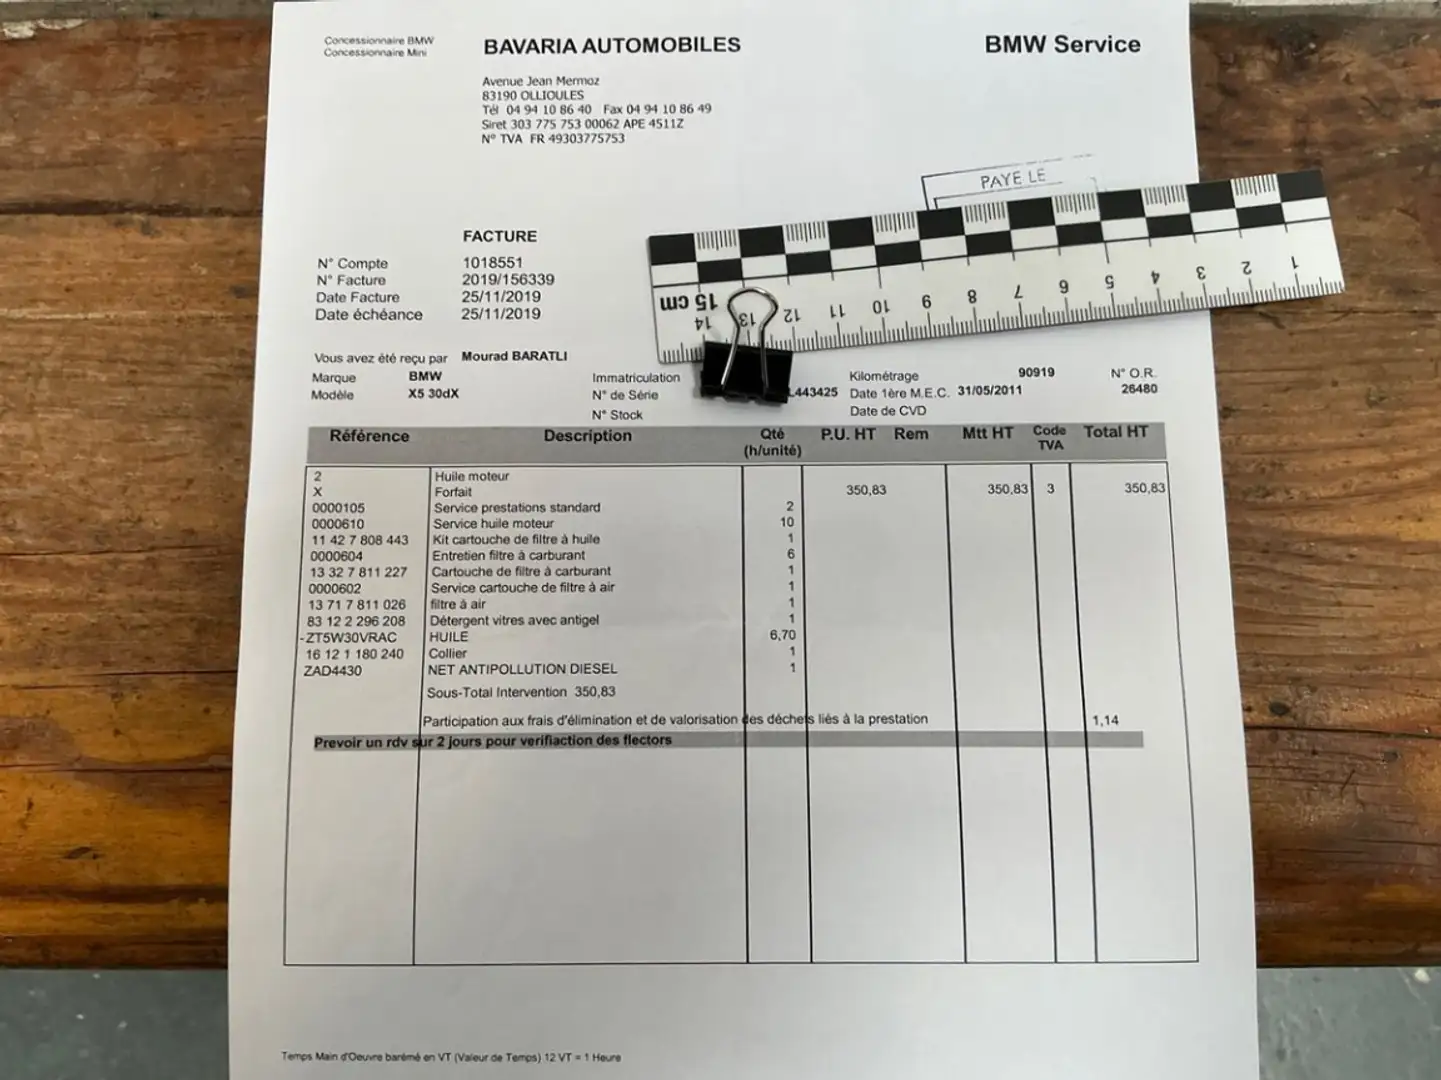 Concessionnaire BMW
Concessionnaire Mini
BAVARIA AUTOMOBILES
BMW Service
Avenue Jean Mermoz
83190 OLLIOULES
Tél 04 94 10 86 40 Fax 04 94 10 86 49
Siret 303 775 753 00062 APE 4511Z
N° TVA FR 49303775753
PAYE LE
FACTURE
N° Compte 1018551
N° Facture 2019/156339
Date Facture 25/11/2019
Date échéance 25/11/2019
15 cm
14 13 12 11 10 9 8 7 6 5 4 3 2 1
Vous avez été reçu par Mourad BARATLI
Marque BMW Immatriculation Kilométrage 90919 N° O.R.
Modèle X5 30dX N° de Série L443425 Date 1ère M.E.C. 31/05/2011 26480
N° Stock Date de CVD
Référence Description Qté (h/unité) P.U. HT Rem Mtt HT Code TVA Total HT
2 Huile moteur
X Forfait 350,83 350,83 3 350,83
0000105 Service prestations standard 2
0000610 Service huile moteur 10
11 42 7 808 443 Kit cartouche de filtre à huile 1
0000604 Entretien filtre à carburant 6
13 32 7 811 227 Cartouche de filtre à carburant 1
0000602 Service cartouche de filtre à air 1
13 71 7 811 026 filtre à air 1
83 12 2 296 208 Détergent vitres avec antigel 1
-ZT5W30VRAC HUILE 6,70
16 12 1 180 240 Collier 1
ZAD4430 NET ANTIPOLLUTION DIESEL 1
Sous-Total Intervention 350,83
Participation aux frais d'élimination et de valorisation des déchets liés à la prestation 1,14
Prevoir un rdv sur 2 jours pour verifiaction des flectors
Temps Main d'Oeuvre barémé en VT (Valeur de Temps) 12 VT = 1 Heure